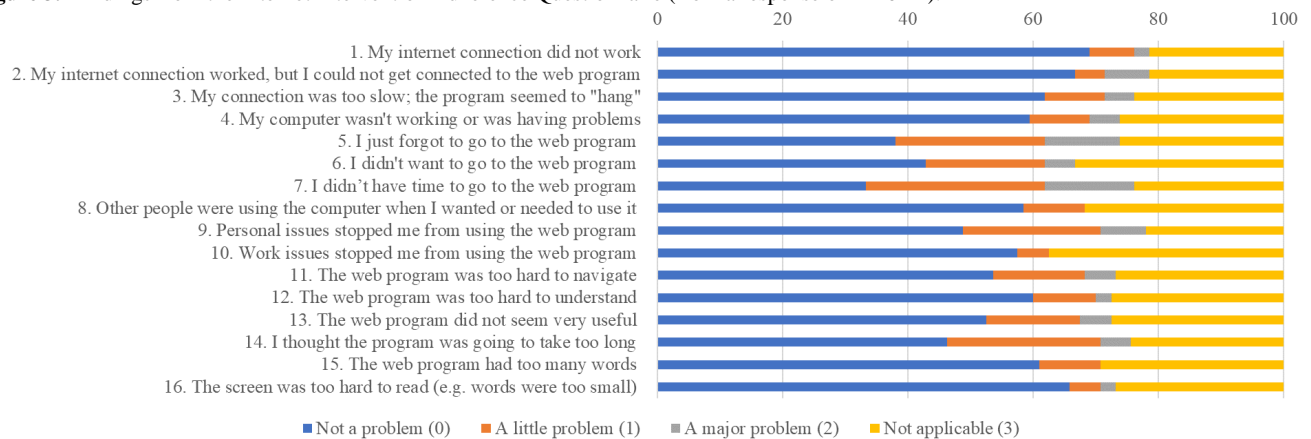 0 20 40 60 80 100
1. My internet connection did not work
2. My internet connection worked, but I could not get connected to the web program
3. My connection was too slow; the program seemed to "hang"
4. My computer wasn't working or was having problems
5. I just forgot to go to the web program
6. I didn't want to go to the web program
7. I didn’t have time to go to the web program
8. Other people were using the computer when I wanted or needed to use it
9. Personal issues stopped me from using the web program
10. Work issues stopped me from using the web program
11. The web program was too hard to navigate
12. The web program was too hard to understand
13. The web program did not seem very useful
14. I thought the program was going to take too long
15. The web program had too many words
16. The screen was too hard to read (e.g. words were too small)
Not a problem (0) A little problem (1) A major problem (2) Not applicable (3)